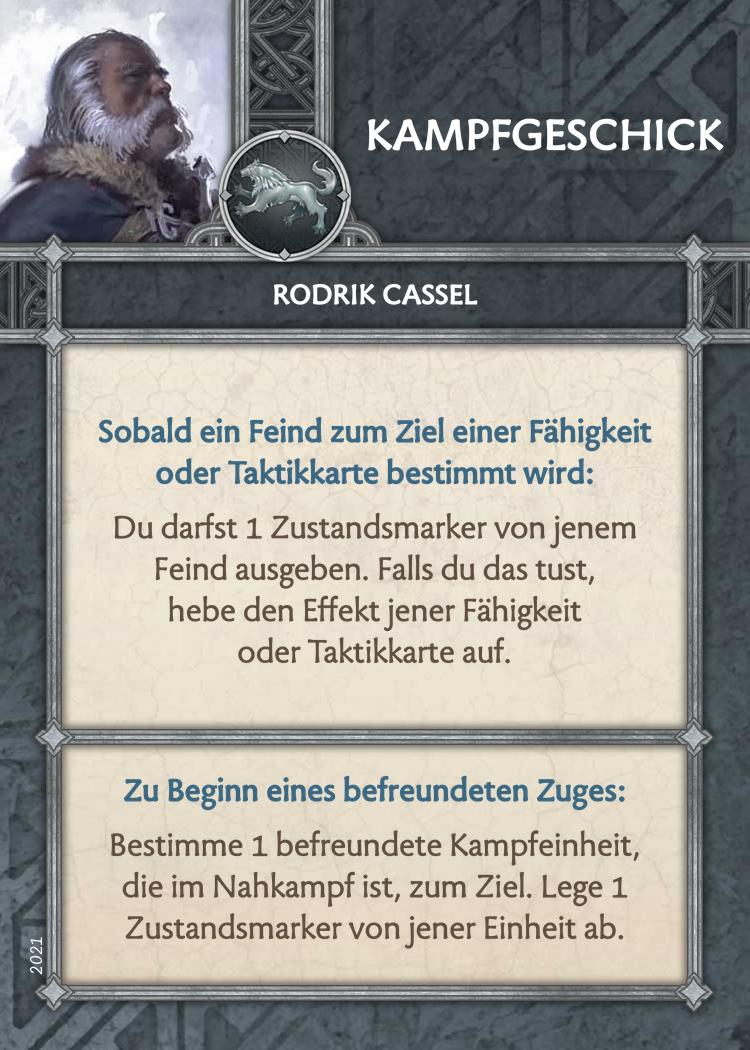 KAMPFGESCHICK
RODRIK CASSEL
Sobald ein Feind zum Ziel einer Fähigkeit
oder Taktikkarte bestimmt wird:
Du darfst 1 Zustandsmarker von jenem
Feind ausgeben. Falls du das tust,
hebe den Effekt jener Fähigkeit
oder Taktikkarte auf.
Zu Beginn eines befreundeten Zuges:
Bestimme 1 befreundete Kampfeinheit,
die im Nahkampf ist, zum Ziel. Lege 1
Zustandsmarker von jener Einheit ab.
2021